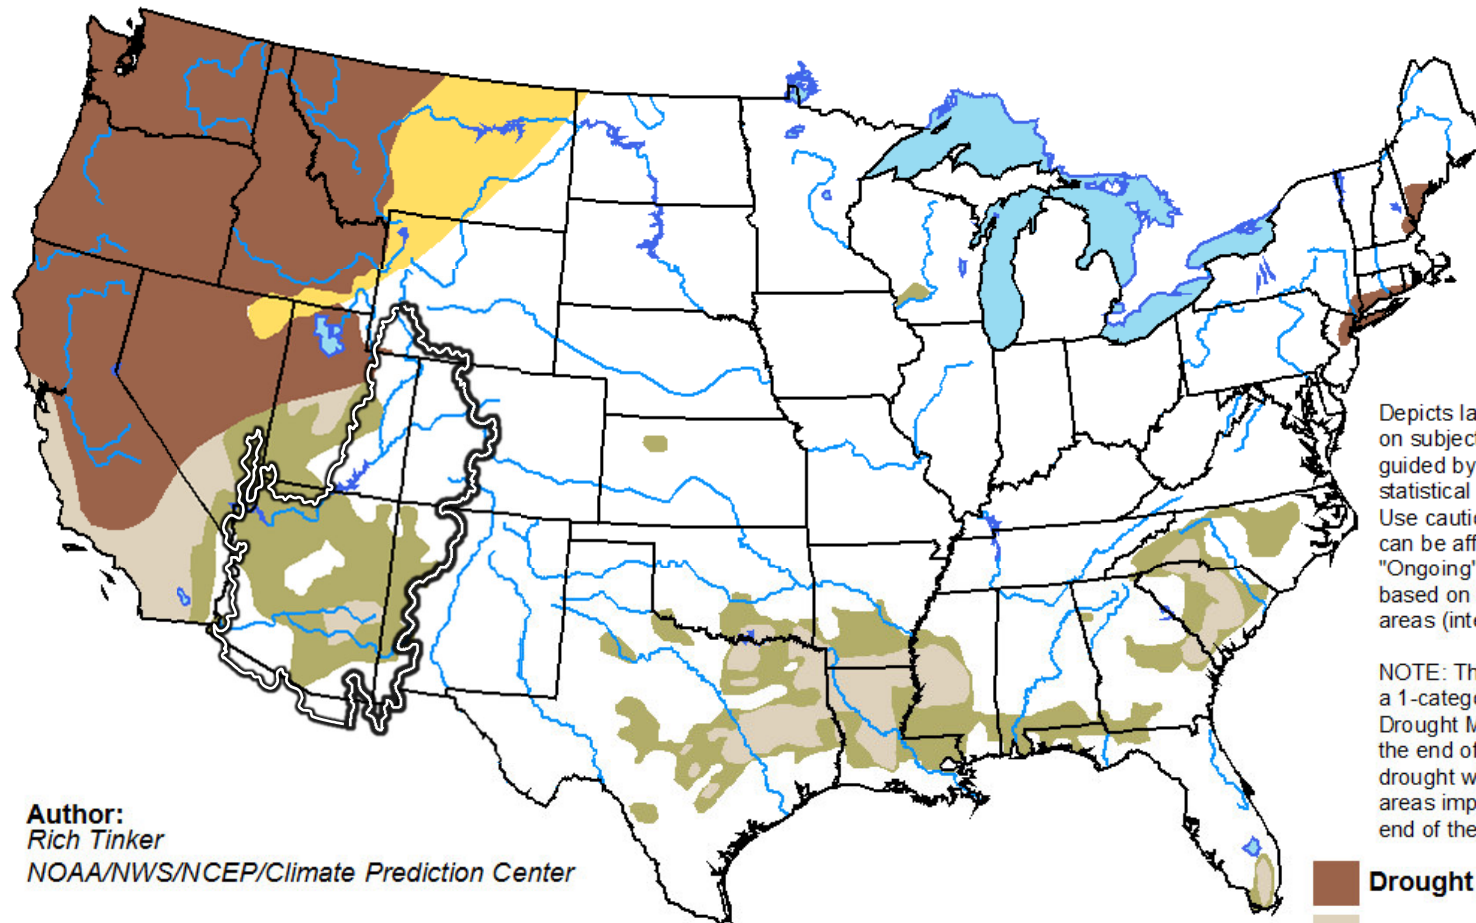 Depicts la
on subject
guided by
statistical
Use cautio
can be aff
"Ongoing"
based on
areas (inte
NOTE: Th
a 1-catego
Drought M
the end of
drought w
areas imp
end of the
Author:
Rich Tinker
NOAA/NWS/NCEP/Climate Prediction Center
Drought